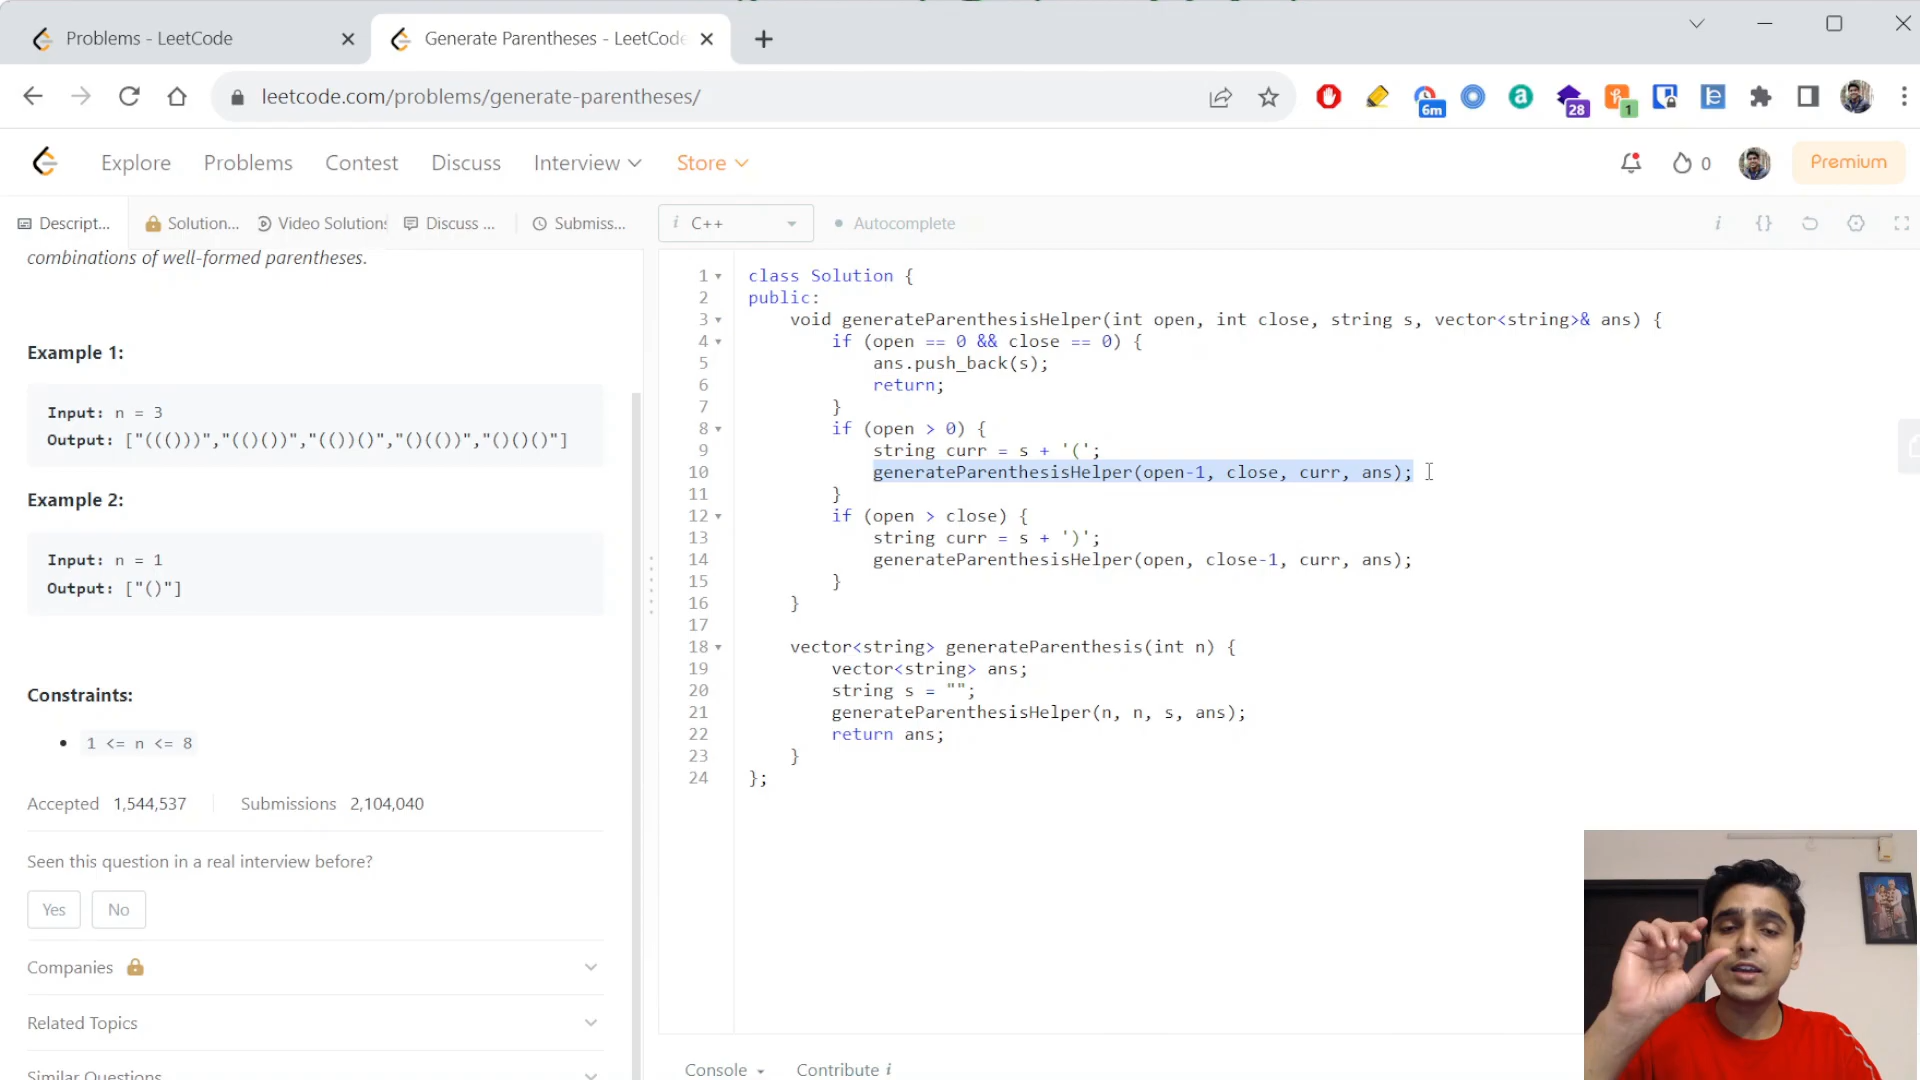 Problems - LeetCode
Generate Parentheses - LeetCode
leetcode.com/problems/generate-parentheses/
6m
28
1
Explore
Problems
Contest
Discuss
Interview
Store
0
Premium
Descript...
Solution...
Video Solution
Discuss ...
Submiss...
i C++
Autocomplete
combinations of well-formed parentheses.
Example 1:
Input: n = 3
Output: ["((()))","(()())","(())()","()(())","()()()"]
Example 2:
Input: n = 1
Output: ["()"]
Constraints:
1 <= n <= 8
Accepted 1,544,537
Submissions 2,104,040
Seen this question in a real interview before?
Yes
No
Companies
Related Topics
Similar Questions
1 class Solution {
2 public:
3 void generateParenthesisHelper(int open, int close, string s, vector<string>& ans) {
4 if (open == 0 && close == 0) {
5 ans.push_back(s);
6 return;
7 }
8 if (open > 0) {
9 string curr = s + '(';
10 generateParenthesisHelper(open-1, close, curr, ans);
11 }
12 if (open > close) {
13 string curr = s + ')';
14 generateParenthesisHelper(open, close-1, curr, ans);
15 }
16 }
17
18 vector<string> generateParenthesis(int n) {
19 vector<string> ans;
20 string s = "";
21 generateParenthesisHelper(n, n, s, ans);
22 return ans;
23 }
24 };
Console
Contribute i